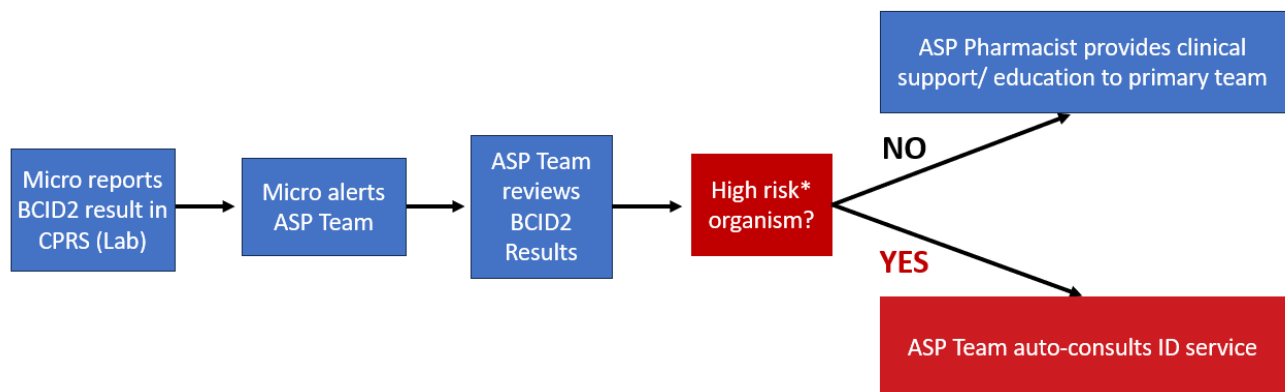 Micro reports
BCID2 result in
CPRS (Lab)
Micro alerts
ASP Team
ASP Team
reviews
BCID2
Results
High risk*
organism?
NO
ASP Pharmacist provides clinical
support/ education to primary team
YES
ASP Team auto-consults ID service